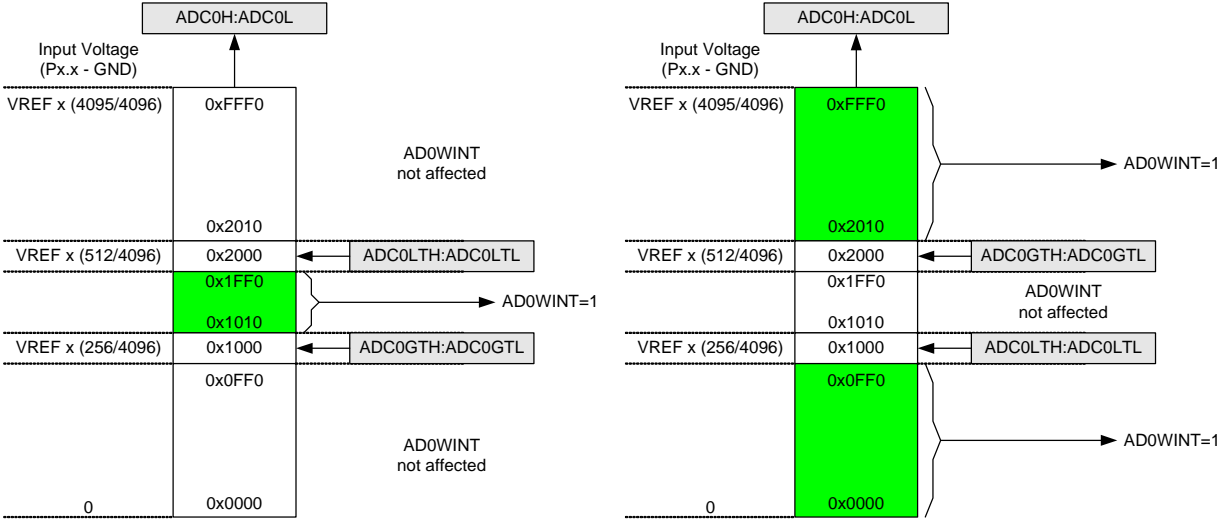 ADC0H:ADC0L
Input Voltage
(Px.x - GND)
VREF x (4095/4096)
0xFFF0
AD0WINT
not affected
0x2010
VREF x (512/4096)
0x2000
ADC0LTH:ADC0LTL
0x1FF0
AD0WINT=1
0x1010
VREF x (256/4096)
0x1000
ADC0GTH:ADC0GTL
0x0FF0
AD0WINT
not affected
0
0x0000
ADC0H:ADC0L
Input Voltage
(Px.x - GND)
VREF x (4095/4096)
0xFFF0
AD0WINT=1
0x2010
VREF x (512/4096)
0x2000
ADC0GTH:ADC0GTL
0x1FF0
AD0WINT
not affected
0x1010
VREF x (256/4096)
0x1000
ADC0LTH:ADC0LTL
0x0FF0
AD0WINT=1
0
0x0000